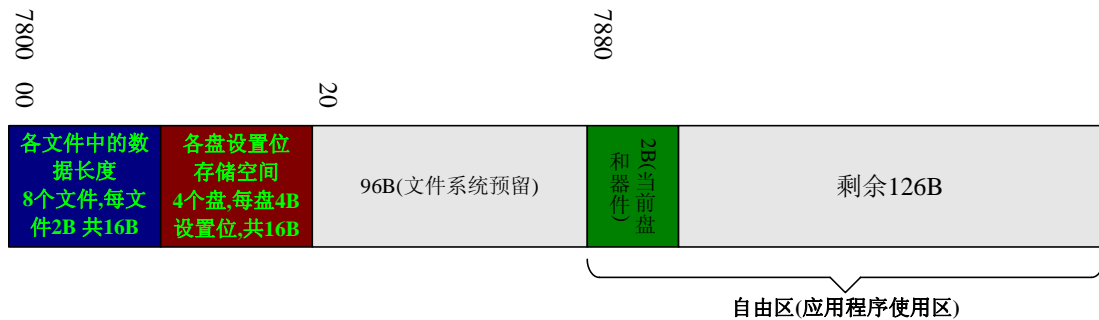 7800
00
20
7880
各文件中的数
据长度
8个文件,每文
件2B 共16B
各盘设置位
存储空间
4个盘,每盘4B
设置位,共16B
96B(文件系统预留)
2B(当前盘
和器件)
剩余126B
自由区(应用程序使用区)